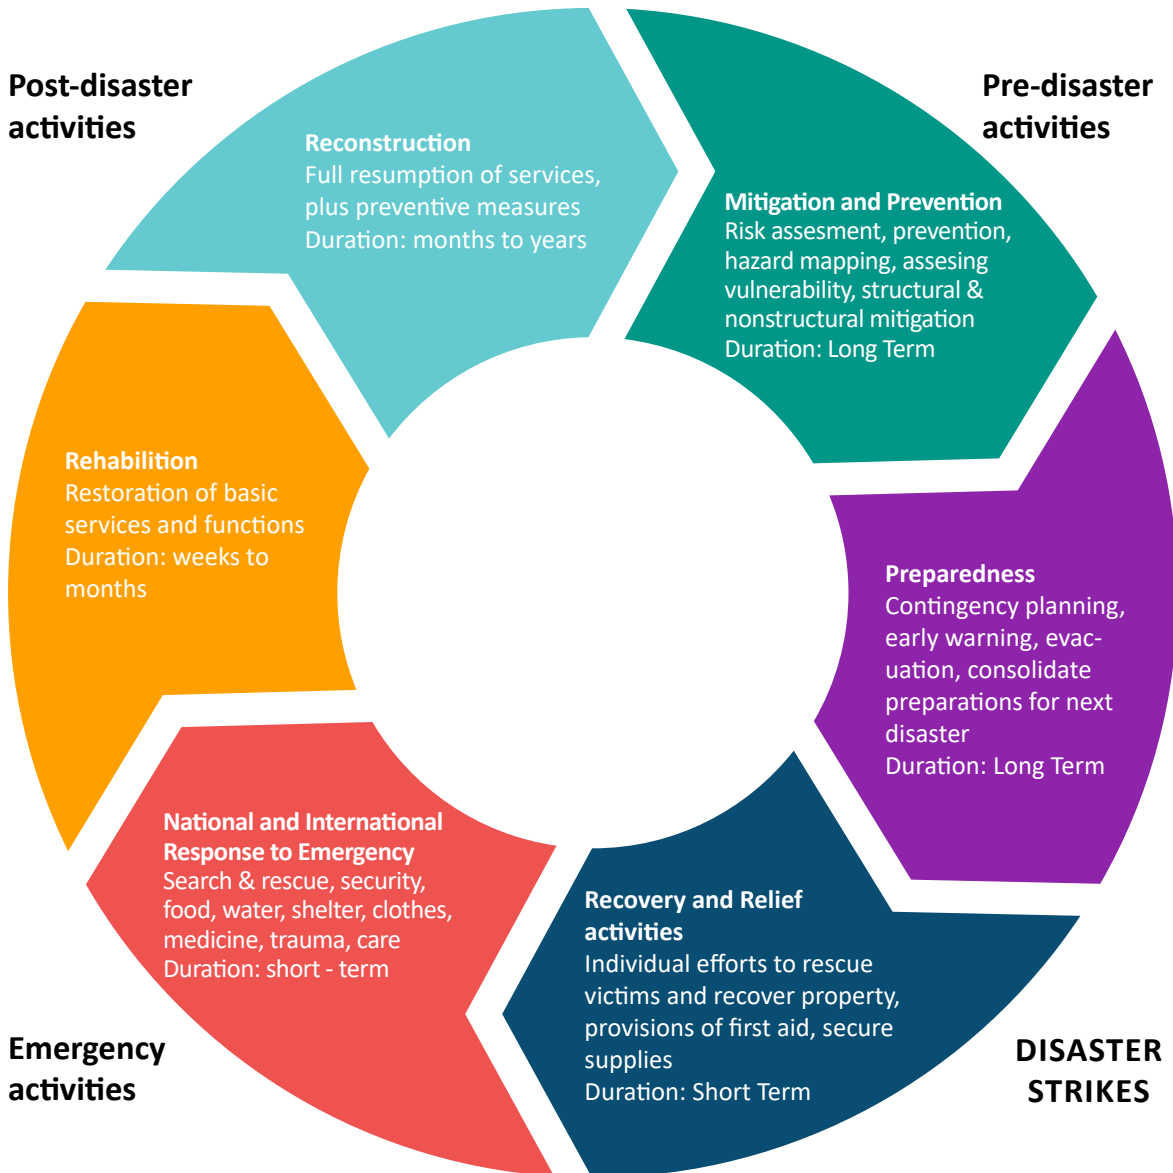 Post-disaster
activities
Pre-disaster
activities
Reconstruction
Full resumption of services,
plus preventive measures
Duration: months to years
Mitigation and Prevention
Risk assesment, prevention,
hazard mapping, assesing
vulnerability, structural &
nonstructural mitigation
Duration: Long Term
Preparedness
Contingency planning,
early warning, evac-
uation, consolidate
preparations for next
disaster
Duration: Long Term
DISASTER
STRIKES
Recovery and Relief
activities
Individual efforts to rescue
victims and recover property,
provisions of first aid, secure
supplies
Duration: Short Term
National and International
Response to Emergency
Search & rescue, security,
food, water, shelter, clothes,
medicine, trauma, care
Duration: short - term
Emergency
activities
Rehabilition
Restoration of basic
services and functions
Duration: weeks to
months